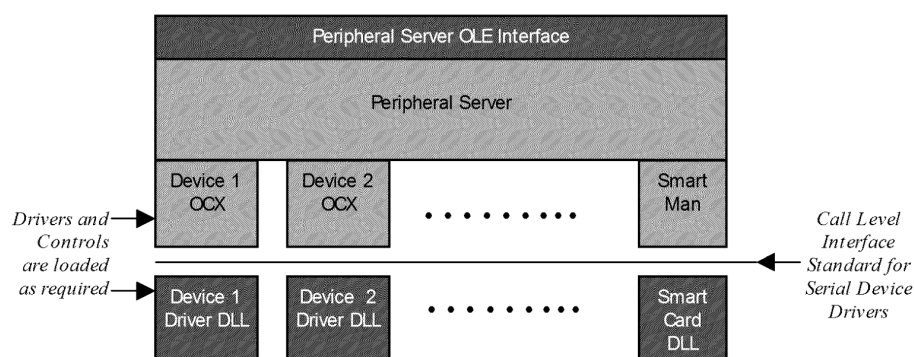 Peripheral Server OLE Interface
Peripheral Server
Device 1
OCX
Device 2
OCX
Smart
Man
Drivers and
Controls
are loaded
as required
Call Level
Interface
Standard for
Serial Device
Drivers
Device 1
Driver DLL
Device 2
Driver DLL
Smart
Card
DLL